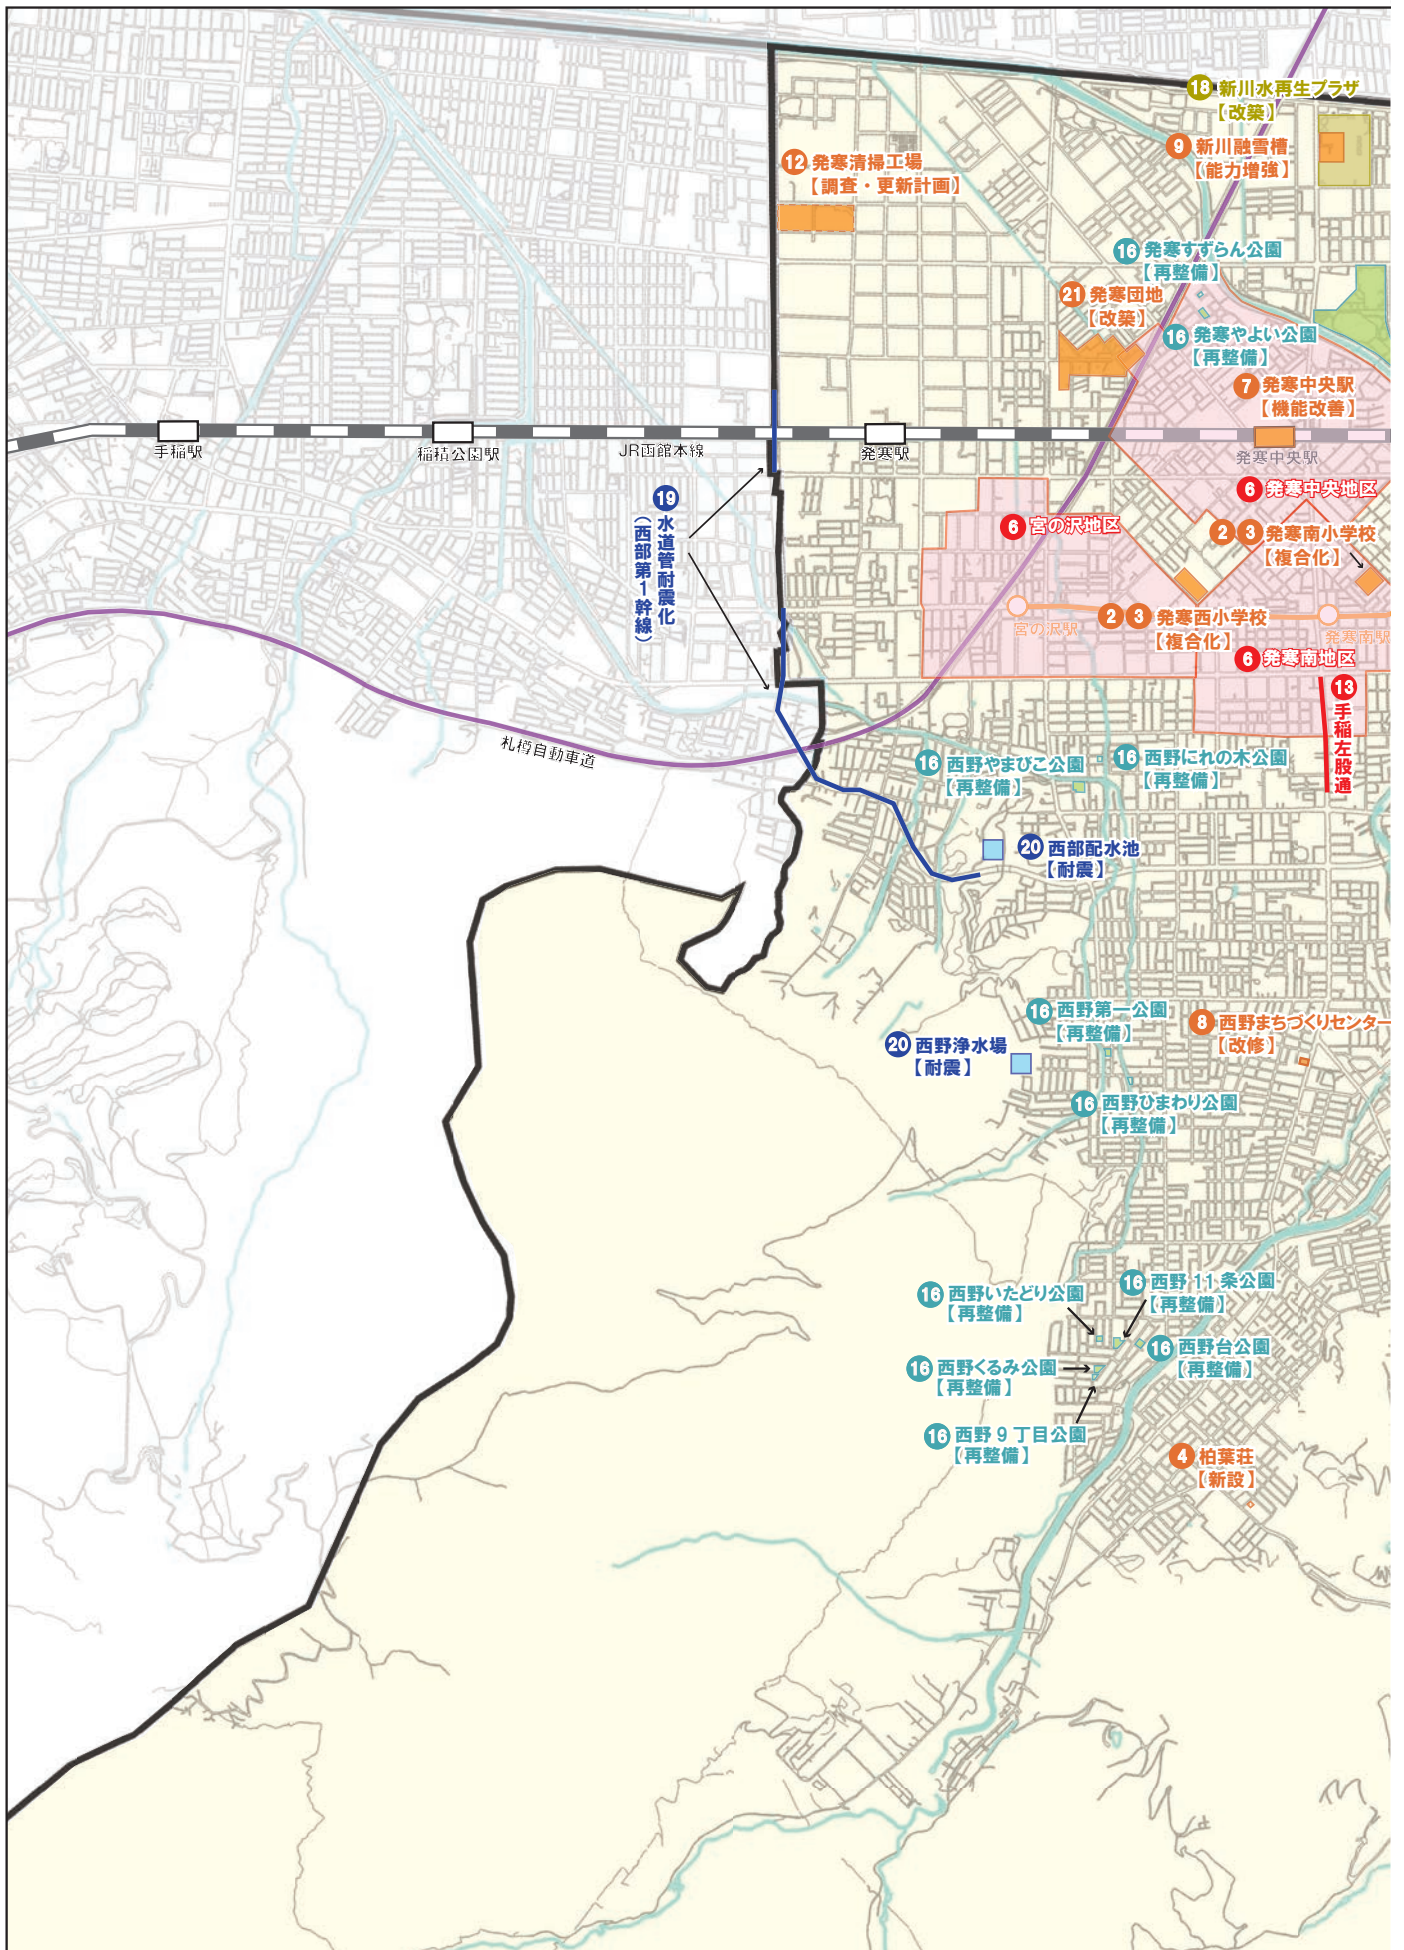 18 新川水再生プラザ
【改築】
9 新川融雪槽
【能力増強】
12 発寒清掃工場
【調査・更新計画】
16 発寒すずらん公園
【再整備】
21 発寒団地
【改築】
16 発寒やよい公園
【再整備】
7 発寒中央駅
【機能改善】
手稲駅
稲積公園駅
JR函館本線
発寒駅
発寒中央駅
6 発寒中央地区
19 水道管耐震化
（西部第1幹線）
6 宮の沢地区
2 3 発寒南小学校
【複合化】
宮の沢駅
2 3 発寒西小学校
【複合化】
発寒南駅
6 発寒南地区
13 手稲左股通
札樽自動車道
16 西野やまびこ公園
【再整備】
16 西野にれの木公園
【再整備】
20 西部配水池
【耐震】
16 西野第一公園
【再整備】
8 西野まちづくりセンター
【改修】
20 西野浄水場
【耐震】
16 西野ひまわり公園
【再整備】
16 西野いたどり公園
【再整備】
16 西野 11 条公園
【再整備】
16 西野台公園
【再整備】
16 西野くるみ公園
【再整備】
16 西野 9 丁目公園
【再整備】
4 柏葉荘
【新設】